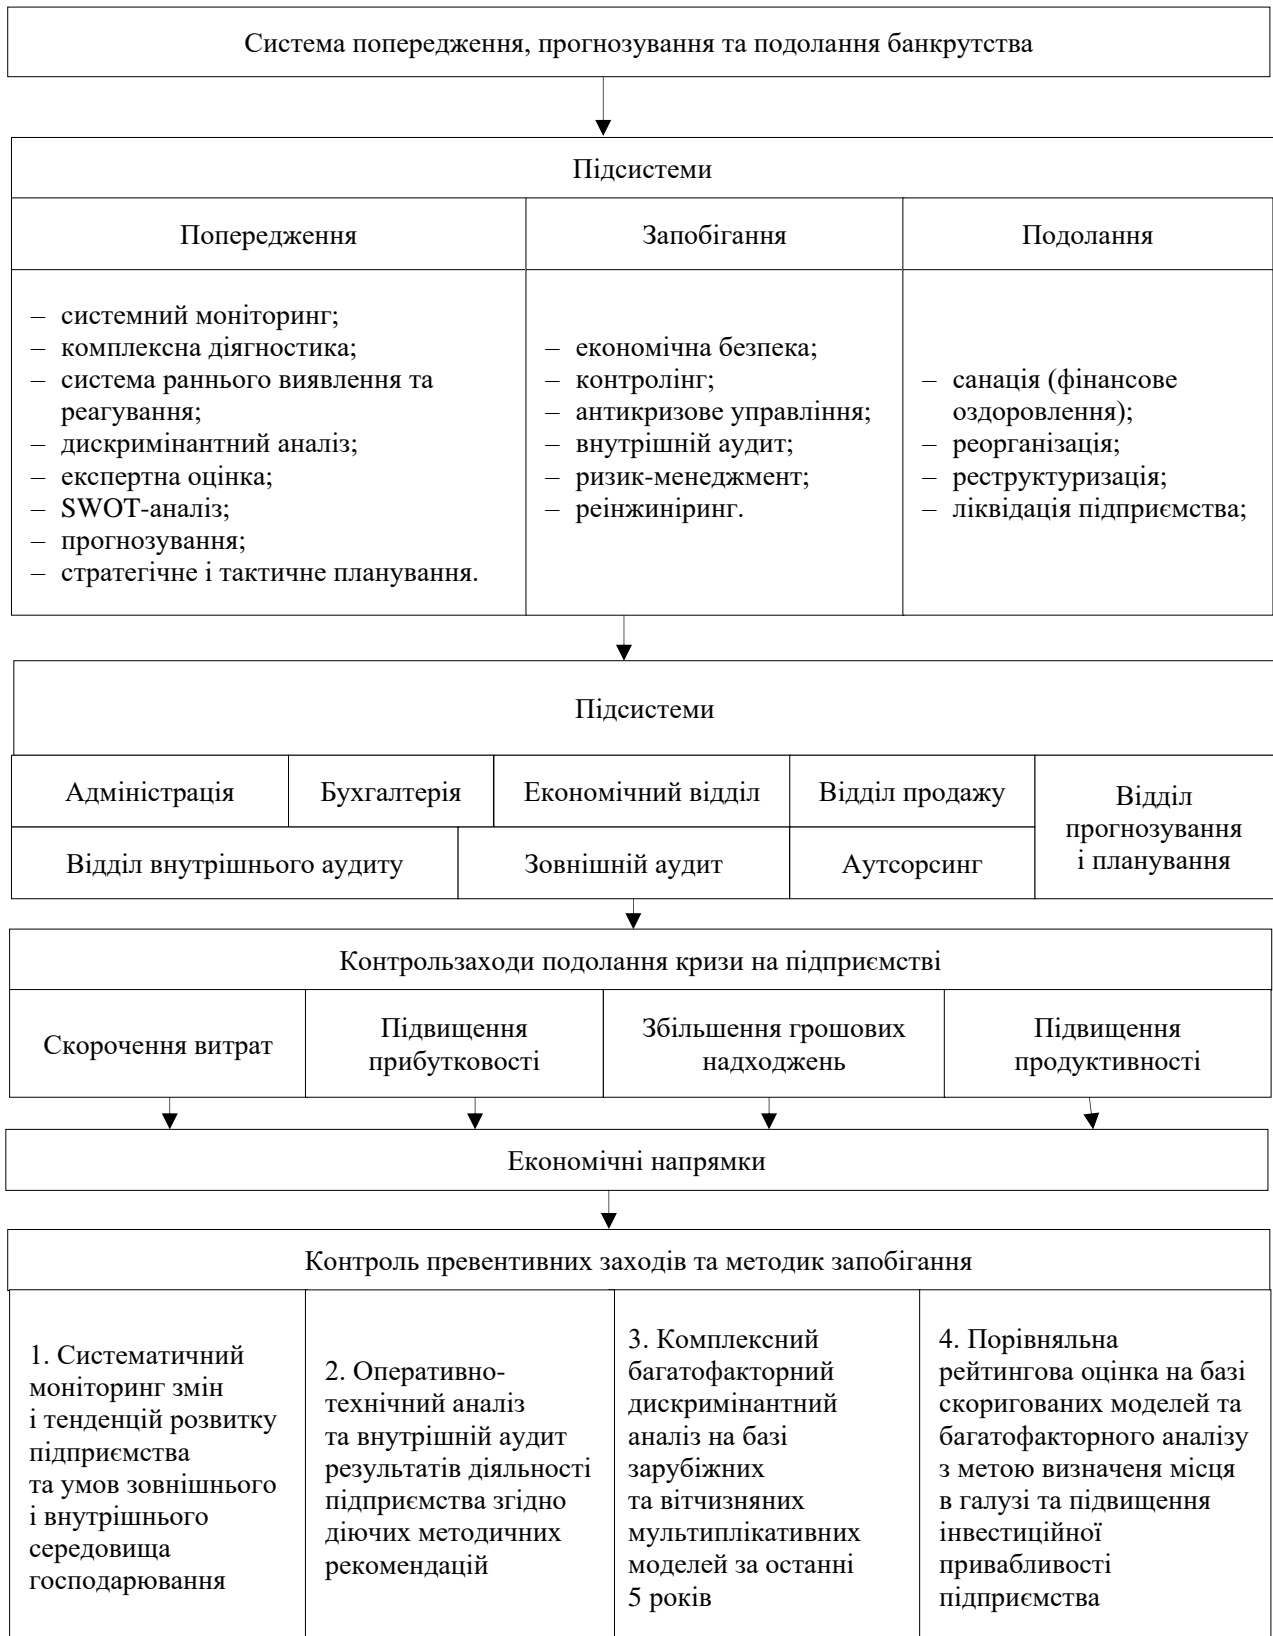 Система попередження, прогнозування та подолання банкрутства
Підсистеми
Попередження
Запобігання
Подолання
– системний моніторинг;
– комплексна діягностика;
– система раннього виявлення та
реагування;
– дискримінантний аналіз;
– експертна оцінка;
– SWOT-аналіз;
– прогнозування;
– стратегічне і тактичне планування.
– економічна безпека;
– контролінг;
– антикризове управління;
– внутрішній аудит;
– ризик-менеджмент;
– реінжиніринг.
– санація (фінансове
оздоровлення);
– реорганізація;
– реструктуризація;
– ліквідація підприємства;
Підсистеми
Адміністрація
Бухгалтерія
Економічний відділ
Відділ продажу
Відділ
прогнозування
і планування
Відділ внутрішнього аудиту
Зовнішній аудит
Аутсорсинг
Контрользаходи подолання кризи на підприємстві
Скорочення витрат
Підвищення
прибутковості
Збільшення грошових
надходжень
Підвищення
продуктивності
Економічні напрямки
Контроль превентивних заходів та методик запобігання
1. Систематичний
моніторинг змін
і тенденцій розвитку
підприємства
та умов зовнішнього
і внутрішнього
середовища
господарювання
2. Оперативно-
технічний аналіз
та внутрішній аудит
результатів діяльності
підприємства згідно
діючих методичних
рекомендацій
3. Комплексний
багатофакторний
дискримінантний
аналіз на базі
зарубіжних
та вітчизняних
мультиплікативних
моделей за останні
5 років
4. Порівняльна
рейтингова оцінка на базі
скоригованих моделей та
багатофакторного аналізу
з метою визначеня місця
в галузі та підвищення
інвестиційної
привабливості
підприємства